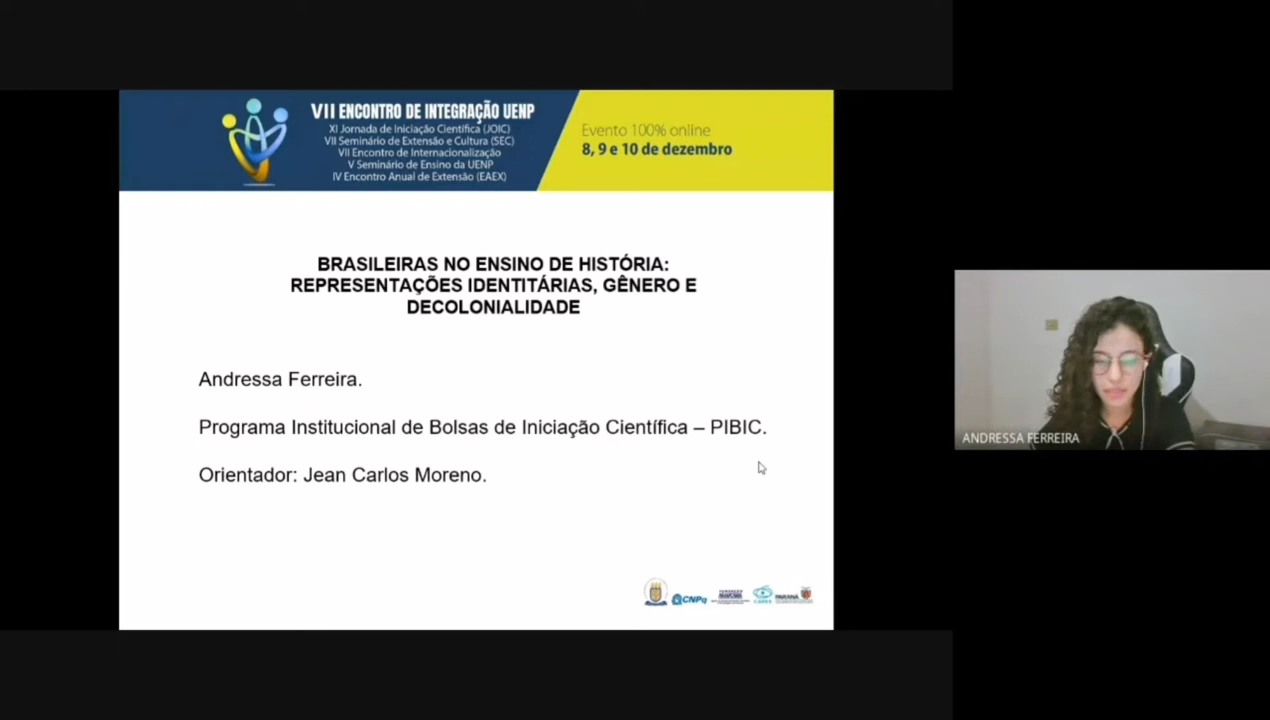 VII ENCONTRO DE INTEGRAÇÃO UENP
XI Jornada de Iniciação Científica (JOIC)
VII Seminário de Extensão e Cultura (SEC)
VII Encontro de Internacionalização
V Seminário de Ensino da UENP
IV Encontro Anual de Extensão (EAEX)
Evento 100% online
8, 9 e 10 de dezembro
BRASILEIRAS NO ENSINO DE HISTÓRIA:
REPRESENTAÇÕES IDENTITÁRIAS, GÊNERO E
DECOLONIALIDADE
Andressa Ferreira.
Programa Institucional de Bolsas de Iniciação Científica – PIBIC.
Orientador: Jean Carlos Moreno.
CNPq
PARANÁ
ANDRESSA FERREIRA